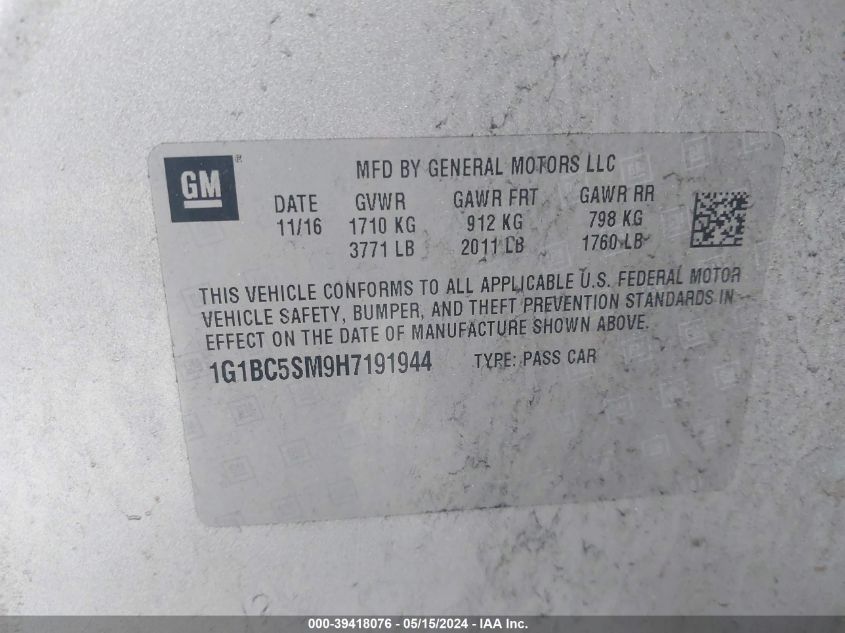 GM ®
MFD BY GENERAL MOTORS LLC
DATE GVWR GAWR FRT GAWR RR
11/16 1710 KG 912 KG 798 KG
3771 LB 2011 LB 1760 LB
THIS VEHICLE CONFORMS TO ALL APPLICABLE U.S. FEDERAL MOTOR
VEHICLE SAFETY, BUMPER, AND THEFT PREVENTION STANDARDS IN
EFFECT ON THE DATE OF MANUFACTURE SHOWN ABOVE.
1G1BC5SM9H7191944 TYPE: PASS CAR
000-39418076 - 05/15/2024 - IAA Inc.